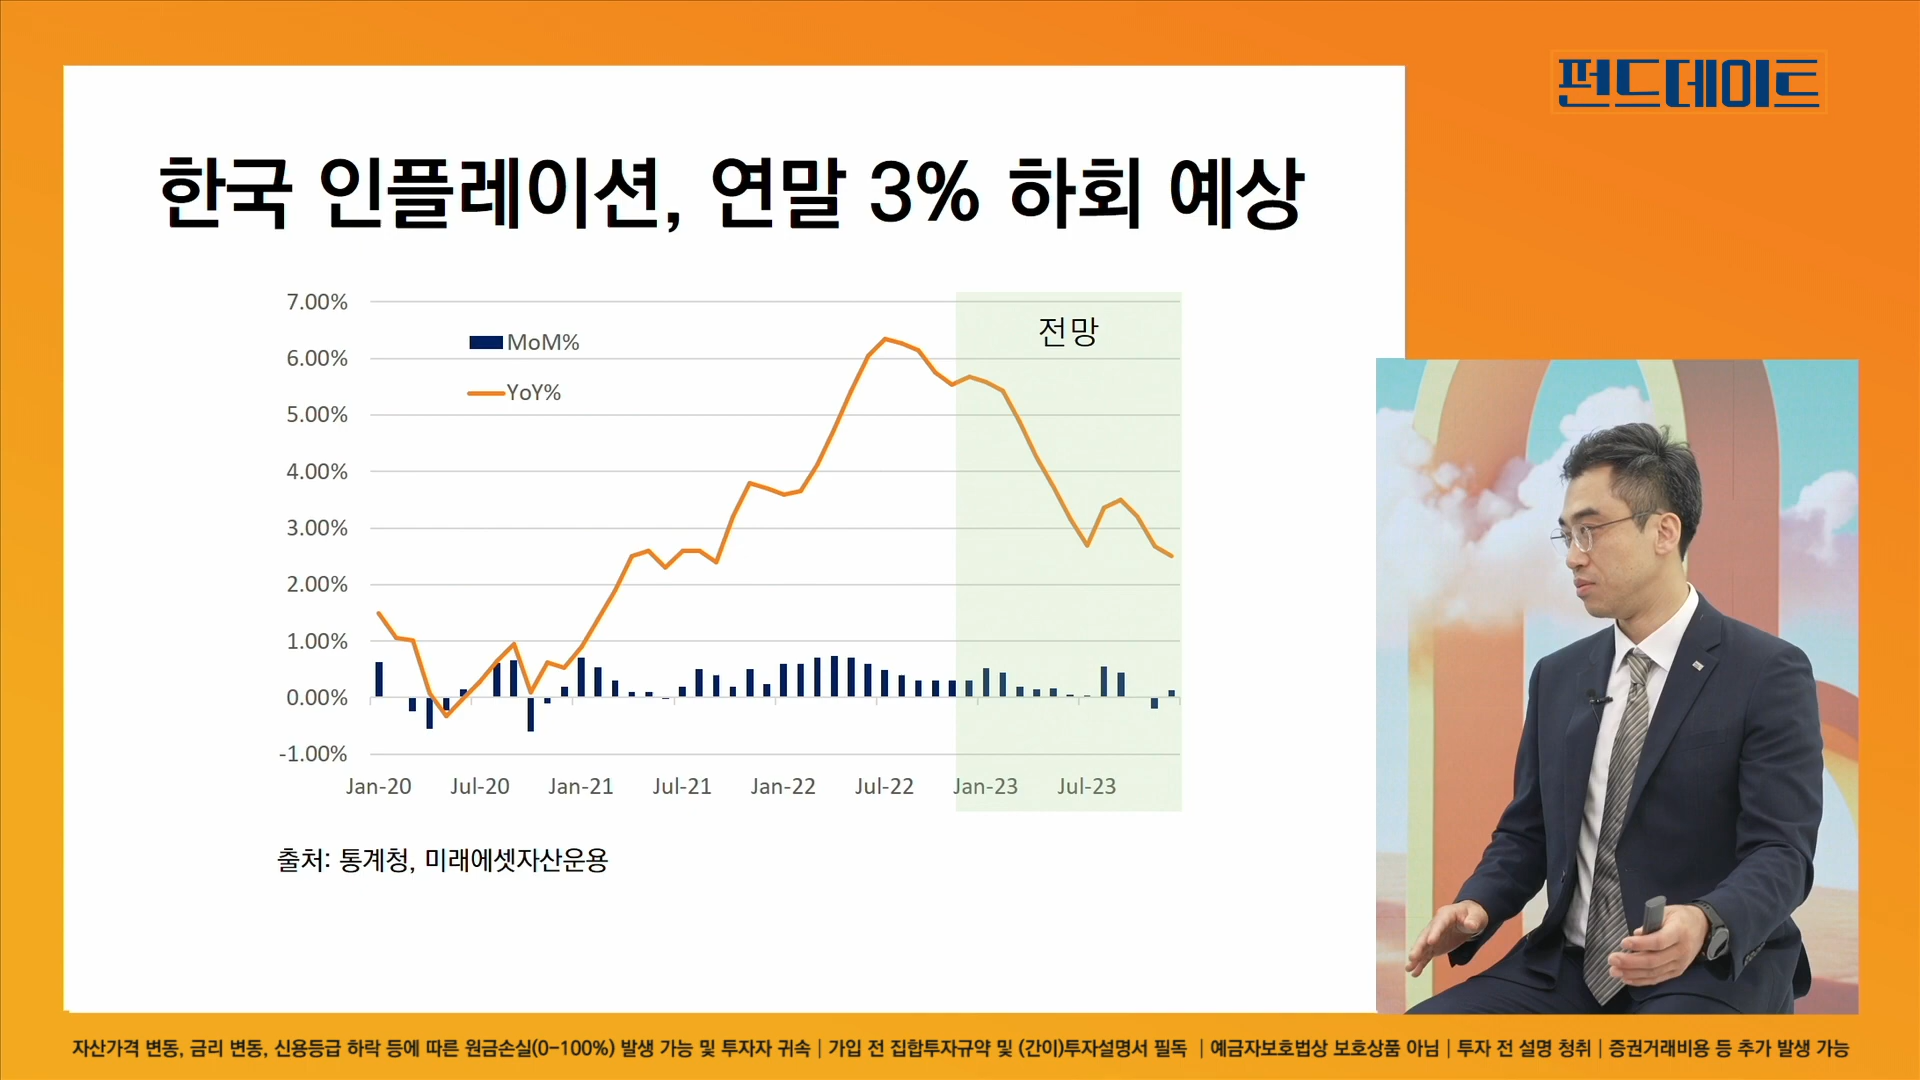 펀드데이트
한국 인플레이션, 연말 3% 하회 예상
7.00%
6.00%
5.00%
4.00%
3.00%
2.00%
1.00%
0.00%
-1.00%
MoM%
YoY%
전망
Jan-20 Jul-20 Jan-21 Jul-21 Jan-22 Jul-22 Jan-23 Jul-23
출처: 통계청, 미래에셋자산운용
자산가격 변동, 금리 변동, 신용등급 하락 등에 따른 원금손실(0-100%) 발생 가능 및 투자자 귀속 | 가입 전 집합투자규약 및 (간이)투자설명서 필독 | 예금자보호법상 보호상품 아님 | 투자 전 설명 청취 | 증권거래비용 등 추가 발생 가능